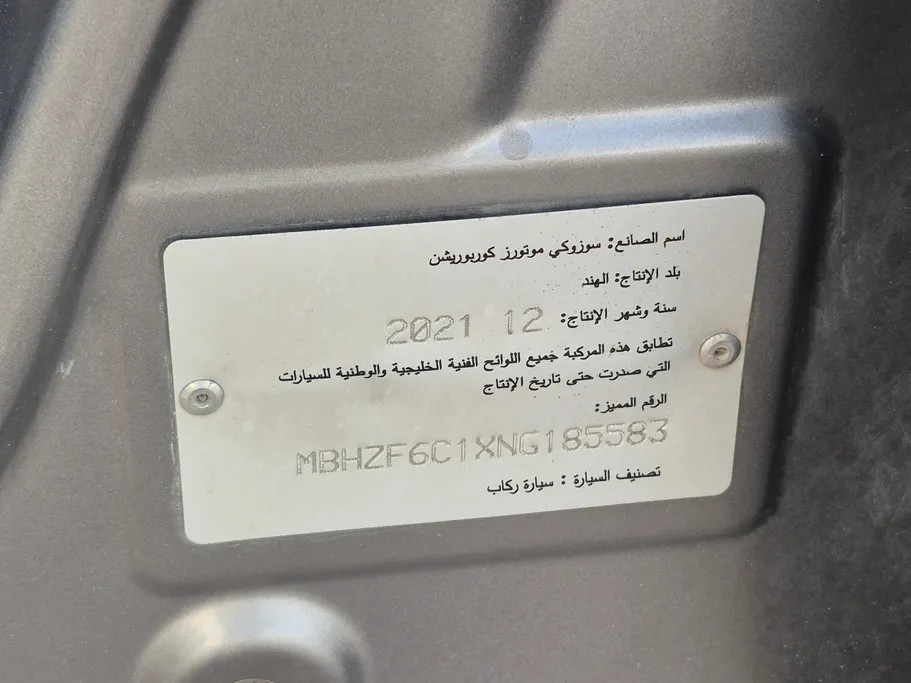 اسم الصانع: سوزوكي موتورز كوربوريشن
بلد الإنتاج: الهند
سنة وشهر الإنتاج: 12 2021
تطابق هذه المركبة جميع اللوائح الفنية الخليجية والوطنية للسيارات
التي صدرت حتى تاريخ الإنتاج
الرقم المميز:
MBHZF6C1XNG185583
تصنيف السيارة : سيارة ركاب